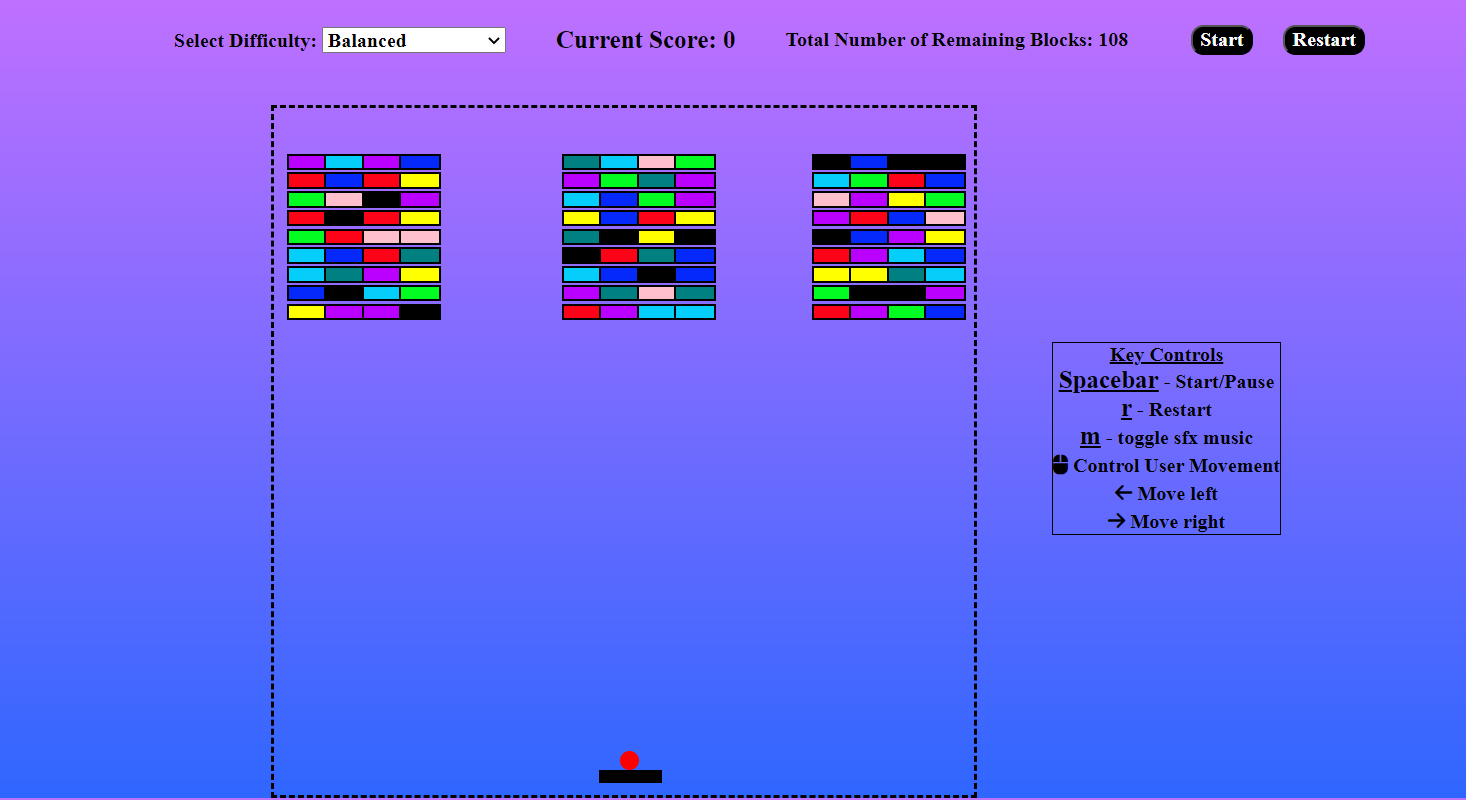 Select Difficulty: Balanced Current Score: 0 Total Number of Remaining Blocks: 108 Start Restart
Key Controls
Spacebar - Start/Pause
r - Restart
m - toggle sfx music
Control User Movement
← Move left
→ Move right